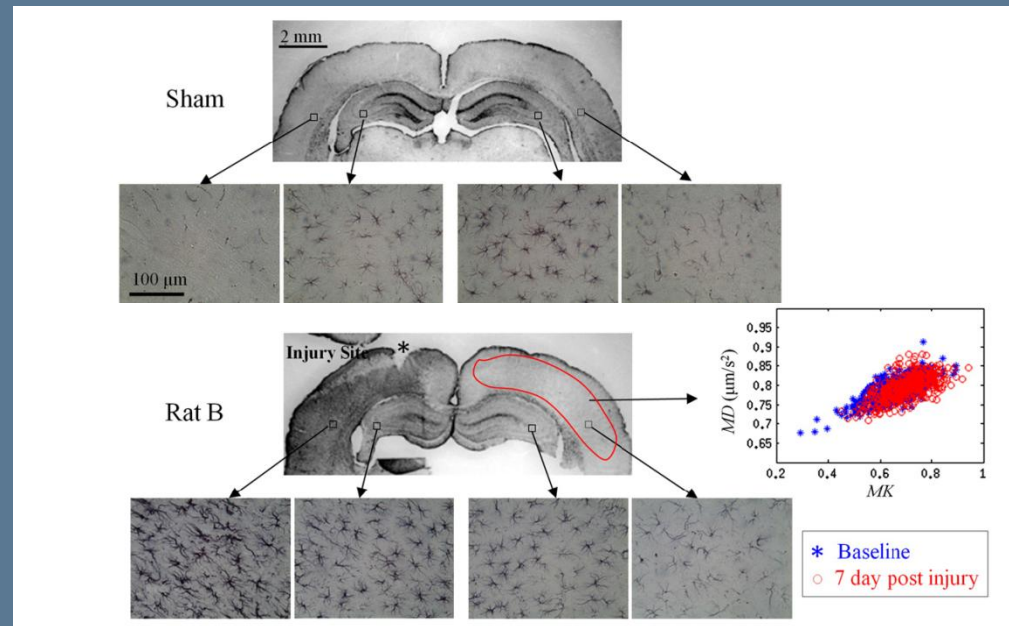 2 mm
Sham
100 μm
Injury Site *
Rat B
0.95
0.9
0.85
0.8
0.75
0.7
0.65
MD (μm/s²)
0.2 0.4 0.6 0.8 1
MK
* Baseline
○ 7 day post injury